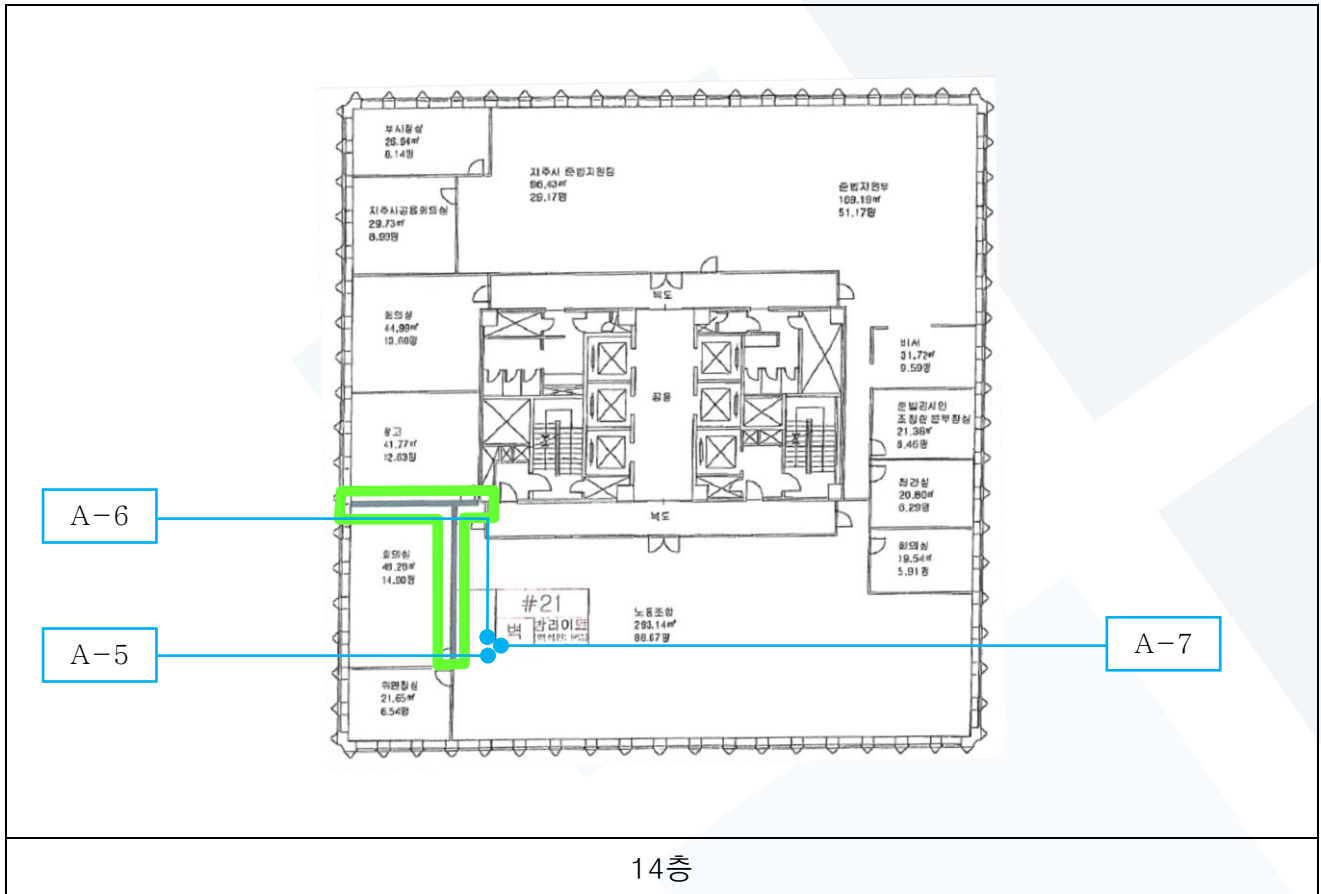 부사장실
26.94㎡
8.14평
지주사 준법지원팀
96.43㎡
29.17평
준법지원부
169.19㎡
51.17평
지주사공용회의실
29.73㎡
8.99평
복도
회의실
44.99㎡
13.60평
비서
31.72㎡
9.59평
공용
준법감시인
21.38㎡
6.46평
창고
41.77㎡
12.63평
접견실
20.80㎡
6.29평
A-6
복도
회의실
49.28㎡
14.90평
회의실
19.54㎡
5.91평
#21
벽
노동조합
293.14㎡
88.67평
A-5
A-7
위원장실
21.65㎡
6.54평
14층